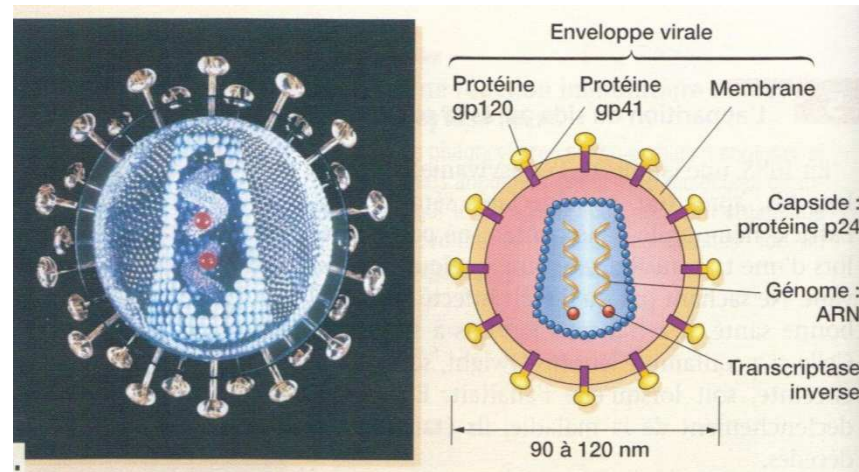 Enveloppe virale
Protéine
gp120
Protéine
gp41
Membrane
Capside :
protéine p24
Génome :
ARN
Transcriptase
inverse
90 à 120 nm